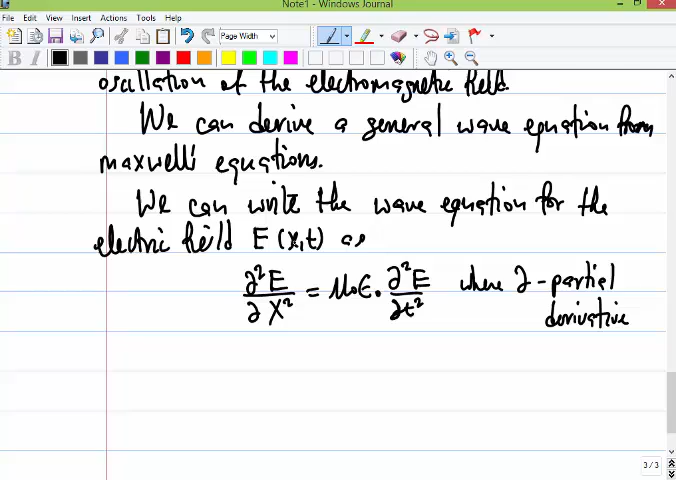 Note1 - Windows Journal
File Edit View Insert Actions Tools Help
Page Width
B I
oscillation of the electromagnetic field.
We can derive a general wave equation from
maxwell's equations.
We can write the wave equation for the
electric field E (x,t) as
∂²E/∂x² = μ₀ε₀ ∂²E/∂t² where ∂ - partial
derivative
3 / 3